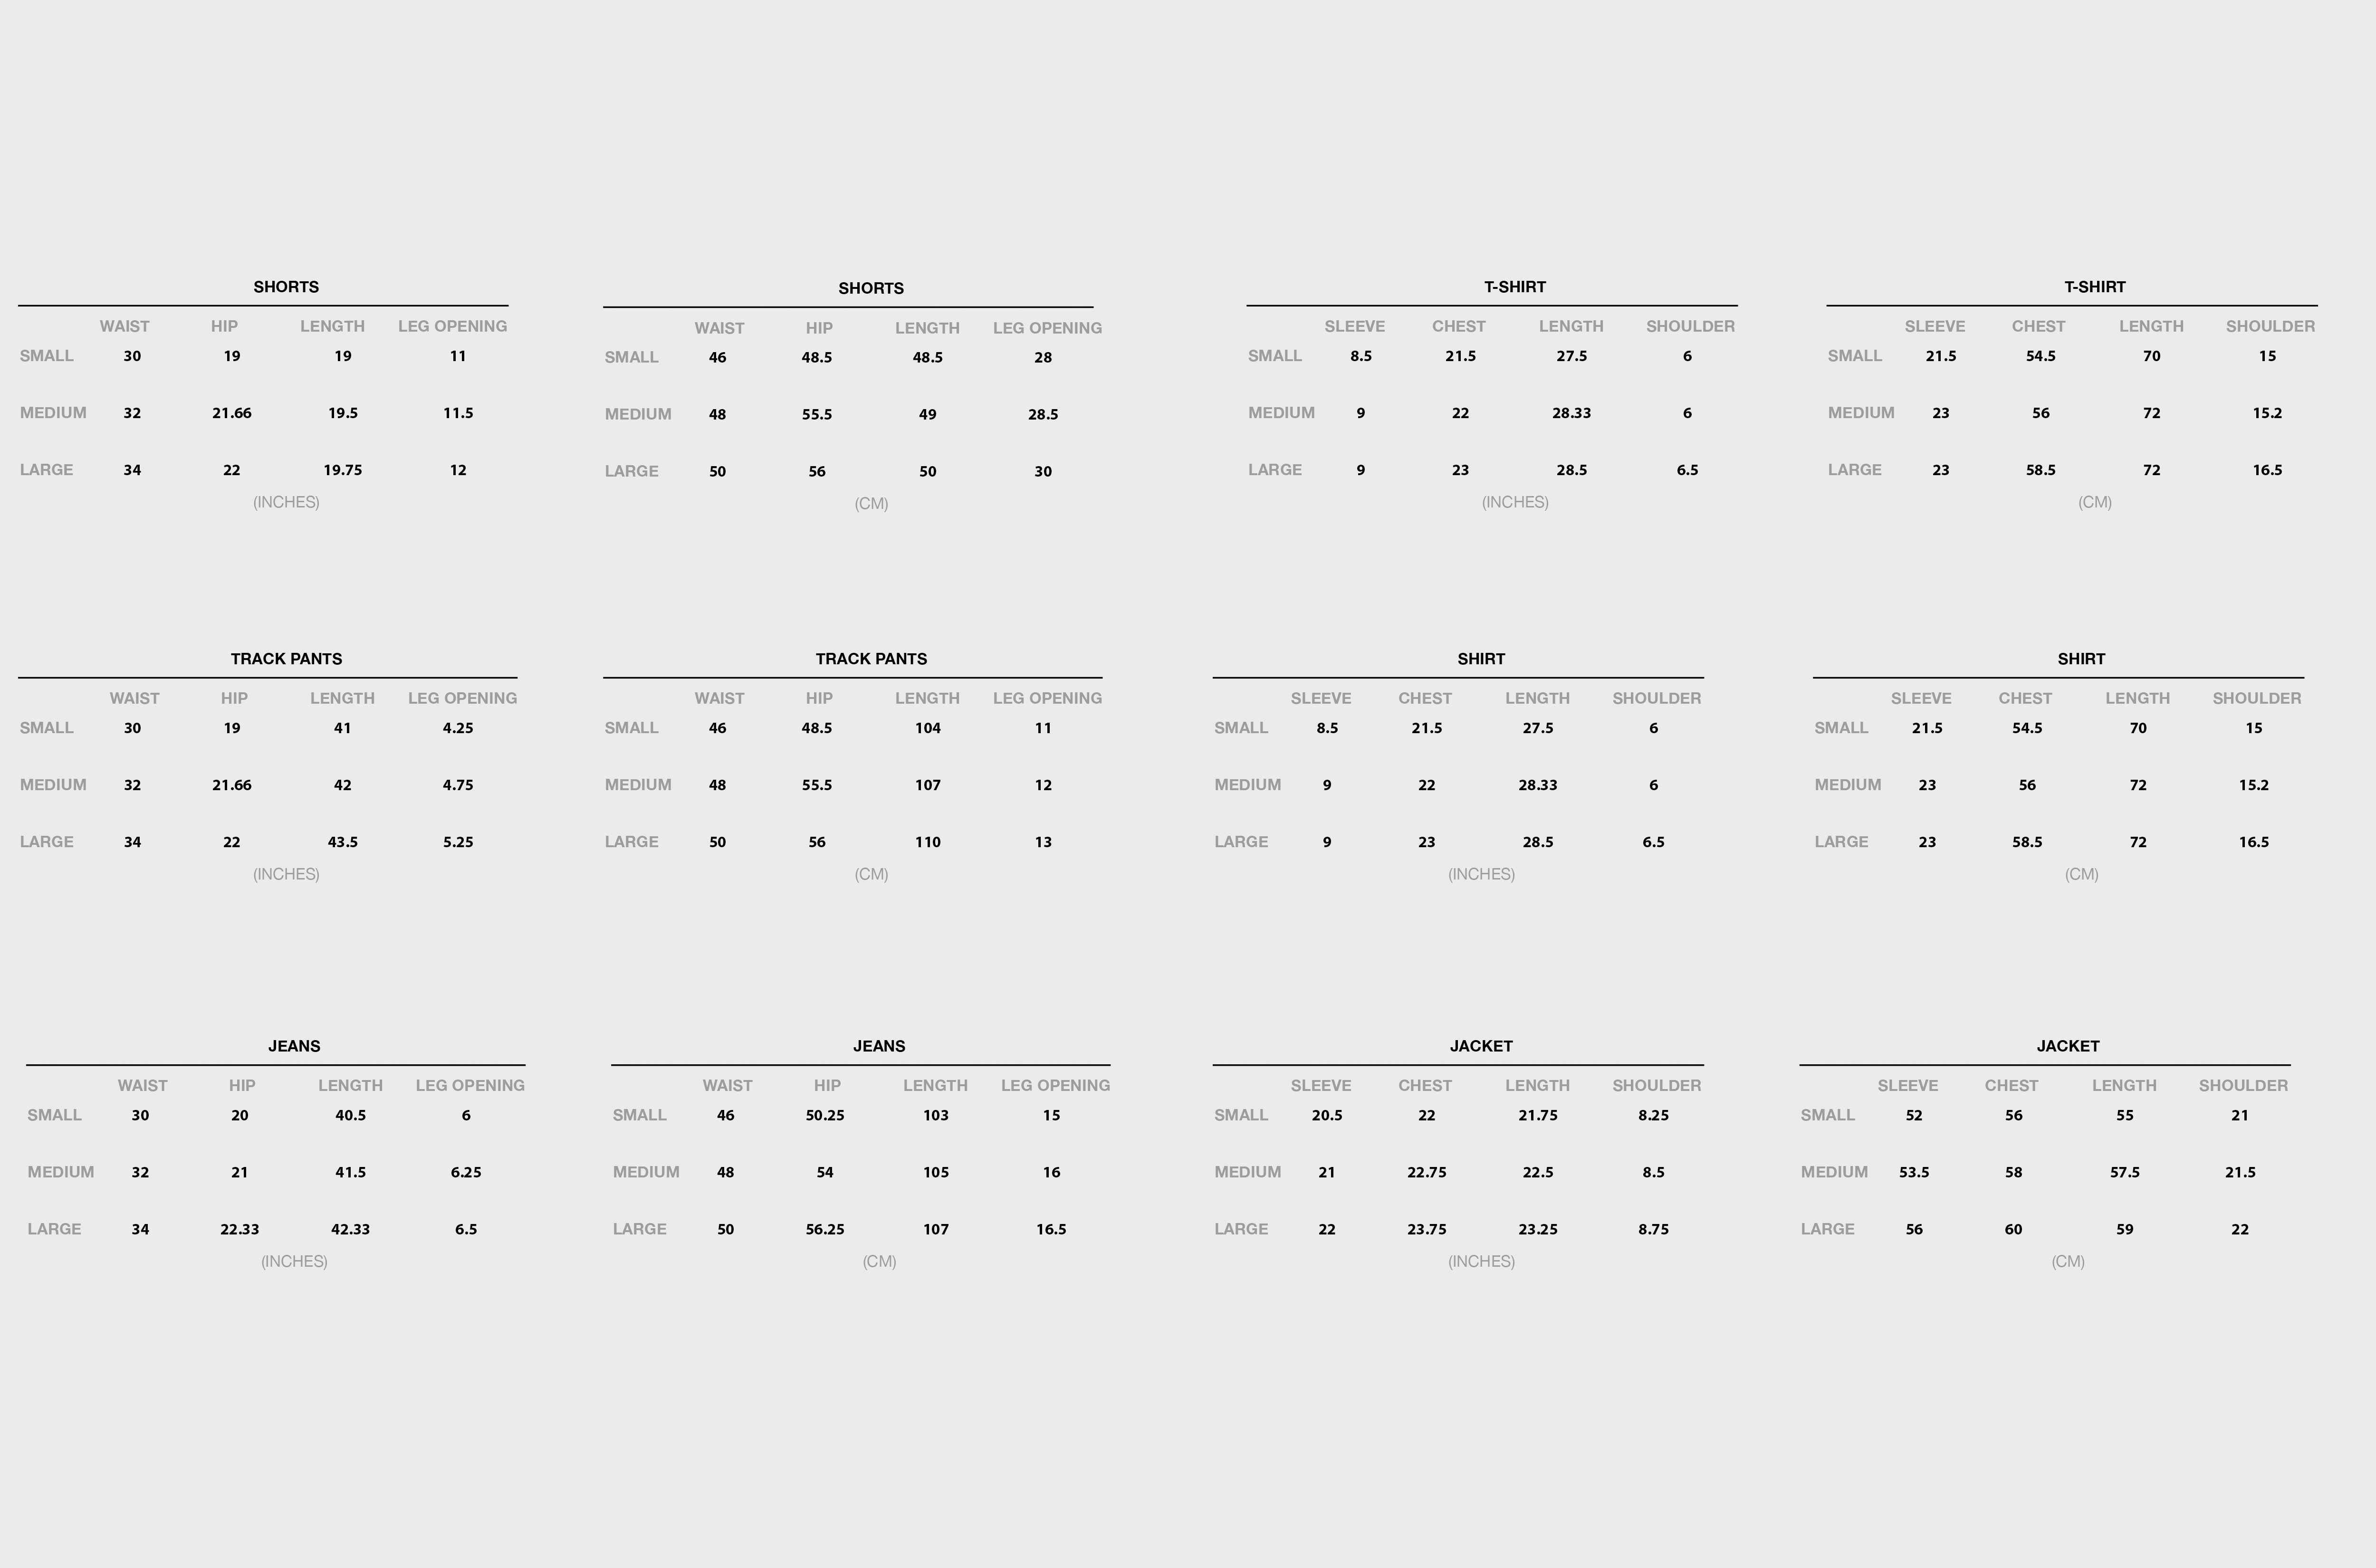 SHORTS
WAIST HIP LENGTH LEG OPENING
SMALL 30 19 19 11
MEDIUM 32 21.66 19.5 11.5
LARGE 34 22 19.75 12
(INCHES)
SHORTS
WAIST HIP LENGTH LEG OPENING
SMALL 46 48.5 48.5 28
MEDIUM 48 55.5 49 28.5
LARGE 50 56 50 30
(CM)
T-SHIRT
SLEEVE CHEST LENGTH SHOULDER
SMALL 8.5 21.5 27.5 6
MEDIUM 9 22 28.33 6
LARGE 9 23 28.5 6.5
(INCHES)
T-SHIRT
SLEEVE CHEST LENGTH SHOULDER
SMALL 21.5 54.5 70 15
MEDIUM 23 56 72 15.2
LARGE 23 58.5 72 16.5
(CM)
TRACK PANTS
WAIST HIP LENGTH LEG OPENING
SMALL 30 19 41 4.25
MEDIUM 32 21.66 42 4.75
LARGE 34 22 43.5 5.25
(INCHES)
TRACK PANTS
WAIST HIP LENGTH LEG OPENING
SMALL 46 48.5 104 11
MEDIUM 48 55.5 107 12
LARGE 50 56 110 13
(CM)
SHIRT
SLEEVE CHEST LENGTH SHOULDER
SMALL 8.5 21.5 27.5 6
MEDIUM 9 22 28.33 6
LARGE 9 23 28.5 6.5
(INCHES)
SHIRT
SLEEVE CHEST LENGTH SHOULDER
SMALL 21.5 54.5 70 15
MEDIUM 23 56 72 15.2
LARGE 23 58.5 72 16.5
(CM)
JEANS
WAIST HIP LENGTH LEG OPENING
SMALL 30 20 40.5 6
MEDIUM 32 21 41.5 6.25
LARGE 34 22.33 42.33 6.5
(INCHES)
JEANS
WAIST HIP LENGTH LEG OPENING
SMALL 46 50.25 103 15
MEDIUM 48 54 105 16
LARGE 50 56.25 107 16.5
(CM)
JACKET
SLEEVE CHEST LENGTH SHOULDER
SMALL 20.5 22 21.75 8.25
MEDIUM 21 22.75 22.5 8.5
LARGE 22 23.75 23.25 8.75
(INCHES)
JACKET
SLEEVE CHEST LENGTH SHOULDER
SMALL 52 56 55 21
MEDIUM 53.5 58 57.5 21.5
LARGE 56 60 59 22
(CM)